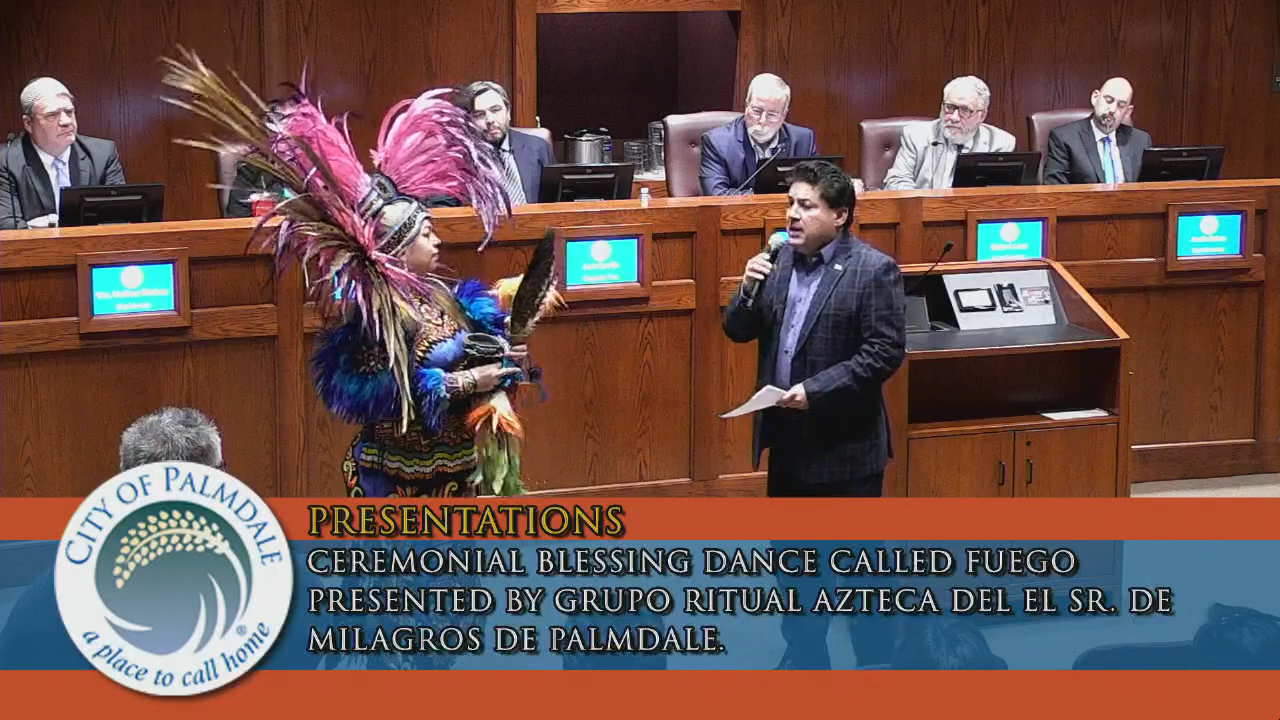 PRESENTATIONS
CEREMONIAL BLESSING DANCE CALLED FUEGO
PRESENTED BY GRUPO RITUAL AZTECA DEL EL SR. DE
MILAGROS DE PALMDALE.
CITY OF PALMDALE
a place to call home
®